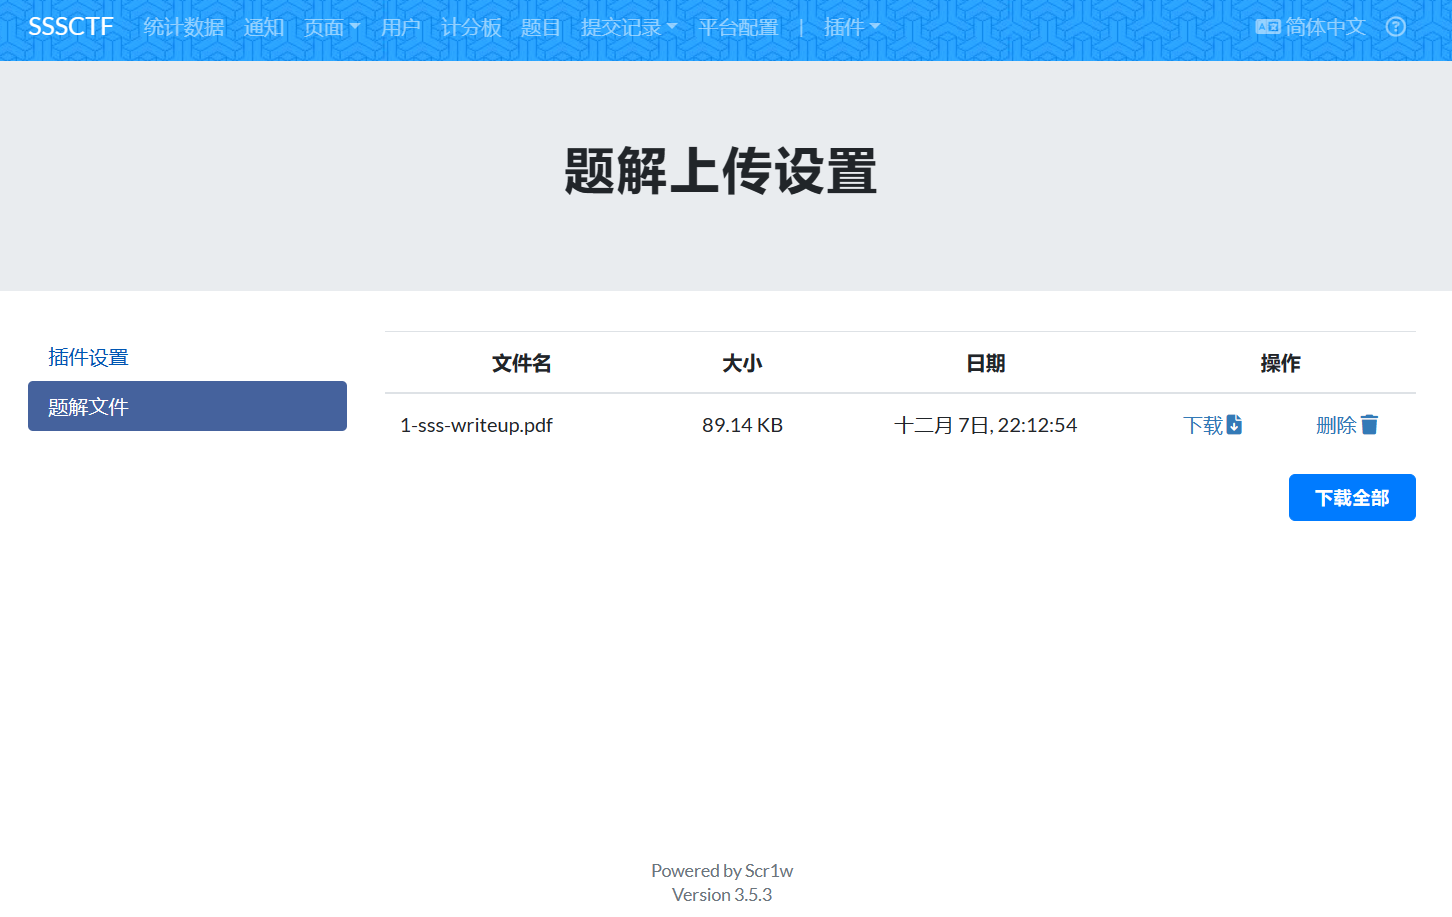 SSSCTF 统计数据 通知 页面 用户 计分板 题目 提交记录 平台配置 | 插件 简体中文
题解上传设置
插件设置
题解文件
文件名 大小 日期 操作
1-sss-writeup.pdf 89.14 KB 十二月 7日, 22:12:54 下载 删除
下载全部
Powered by Scr1w
Version 3.5.3